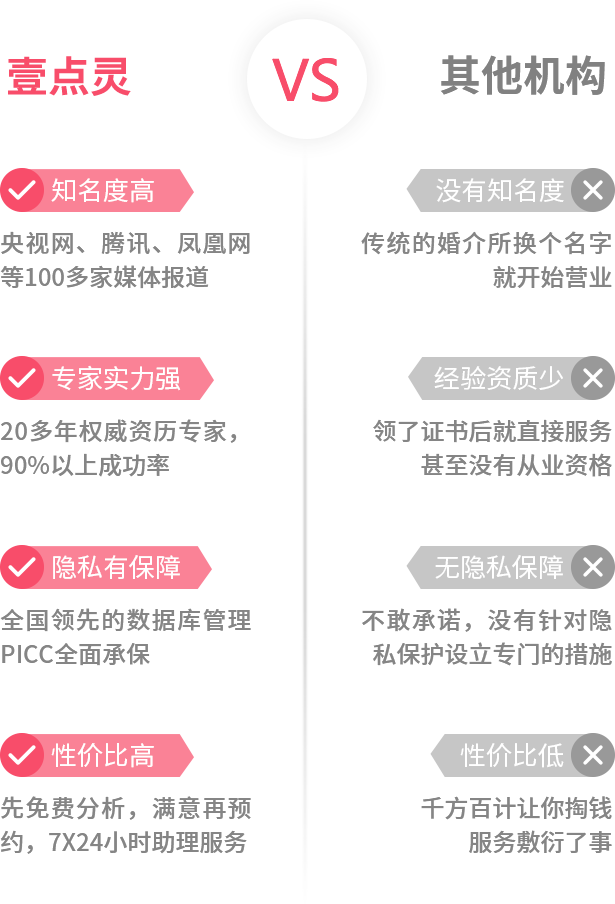 壹点灵
VS
其他机构
知名度高
没有知名度
央视网、腾讯、凤凰网
等100多家媒体报道
传统的婚介所换个名字
就开始营业
专家实力强
经验资质少
20多年权威资历专家，
90%以上成功率
领了证书后就直接服务
甚至没有从业资格
隐私有保障
无隐私保障
全国领先的数据库管理
PICC全面承保
不敢承诺，没有针对隐
私保护设立专门的措施
性价比高
性价比低
先免费分析，满意再预
约，7X24小时助理服务
千方百计让你掏钱
服务敷衍了事